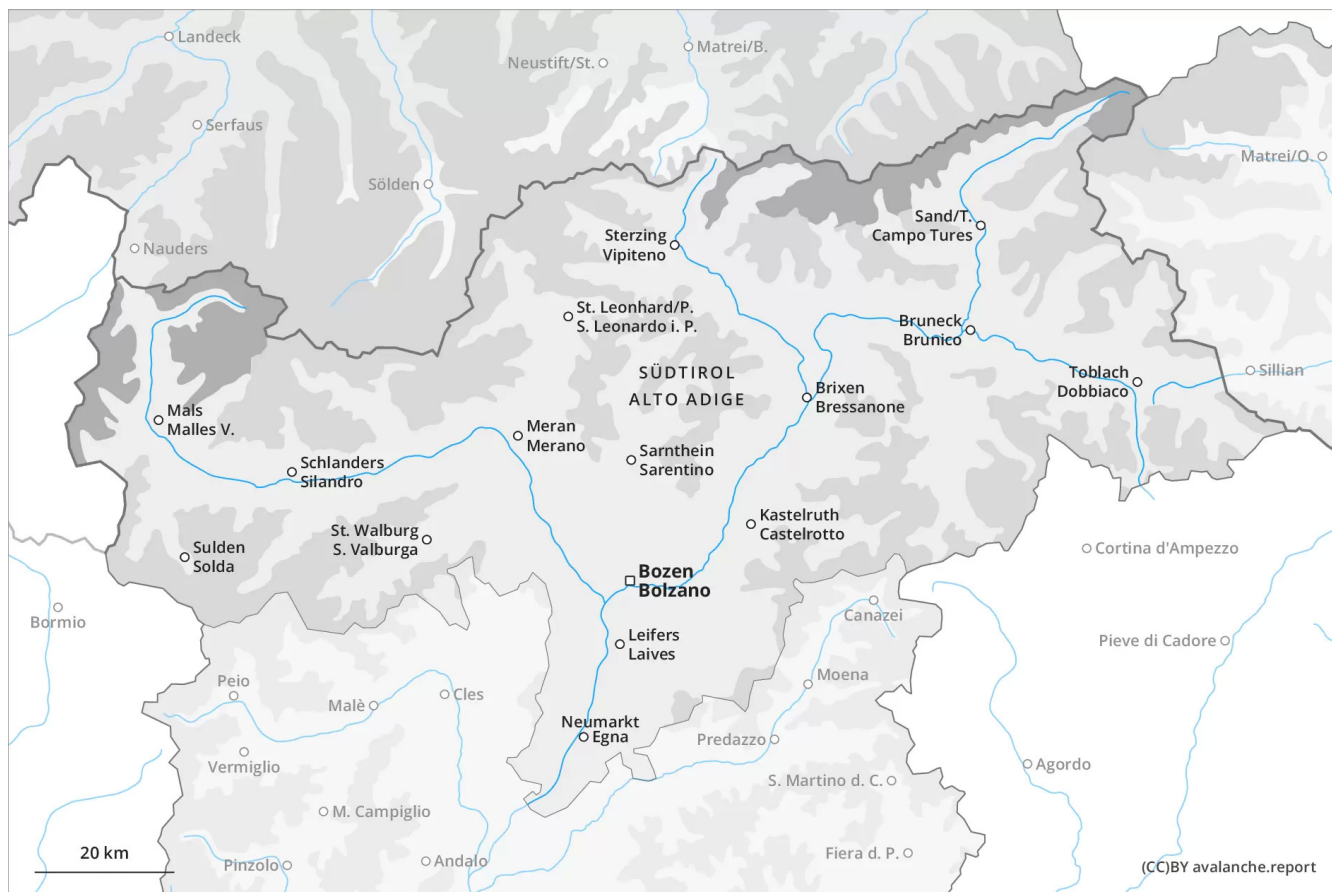 Landeck
Matrei/B.
Neustift/St.
Serfaus
Matrei/O.
Sölden
Sand/T.
Campo Tures
Nauders
Sterzing
Vipiteno
St. Leonhard/P.
S. Leonardo i. P.
Bruneck
Brunico
SÜDTIROL
ALTO ADIGE
Toblach
Dobbiaco
Sillian
Brixen
Bressanone
Mals
Malles V.
Meran
Merano
Schlanders
Silandro
Sarnthein
Sarentino
Kastelruth
Castelrotto
St. Walburg
S. Valburga
Sulden
Solda
Cortina d'Ampezzo
Bozen
Bolzano
Bormio
Canazei
Leifers
Laives
Pieve di Cadore
Peio
Moena
Malè
Cles
Neumarkt
Egna
Predazzo
Vermiglio
Agordo
S. Martino d. C.
M. Campiglio
20 km
Pinzolo
Andalo
Fiera d. P.
(CC)BY avalanche.report